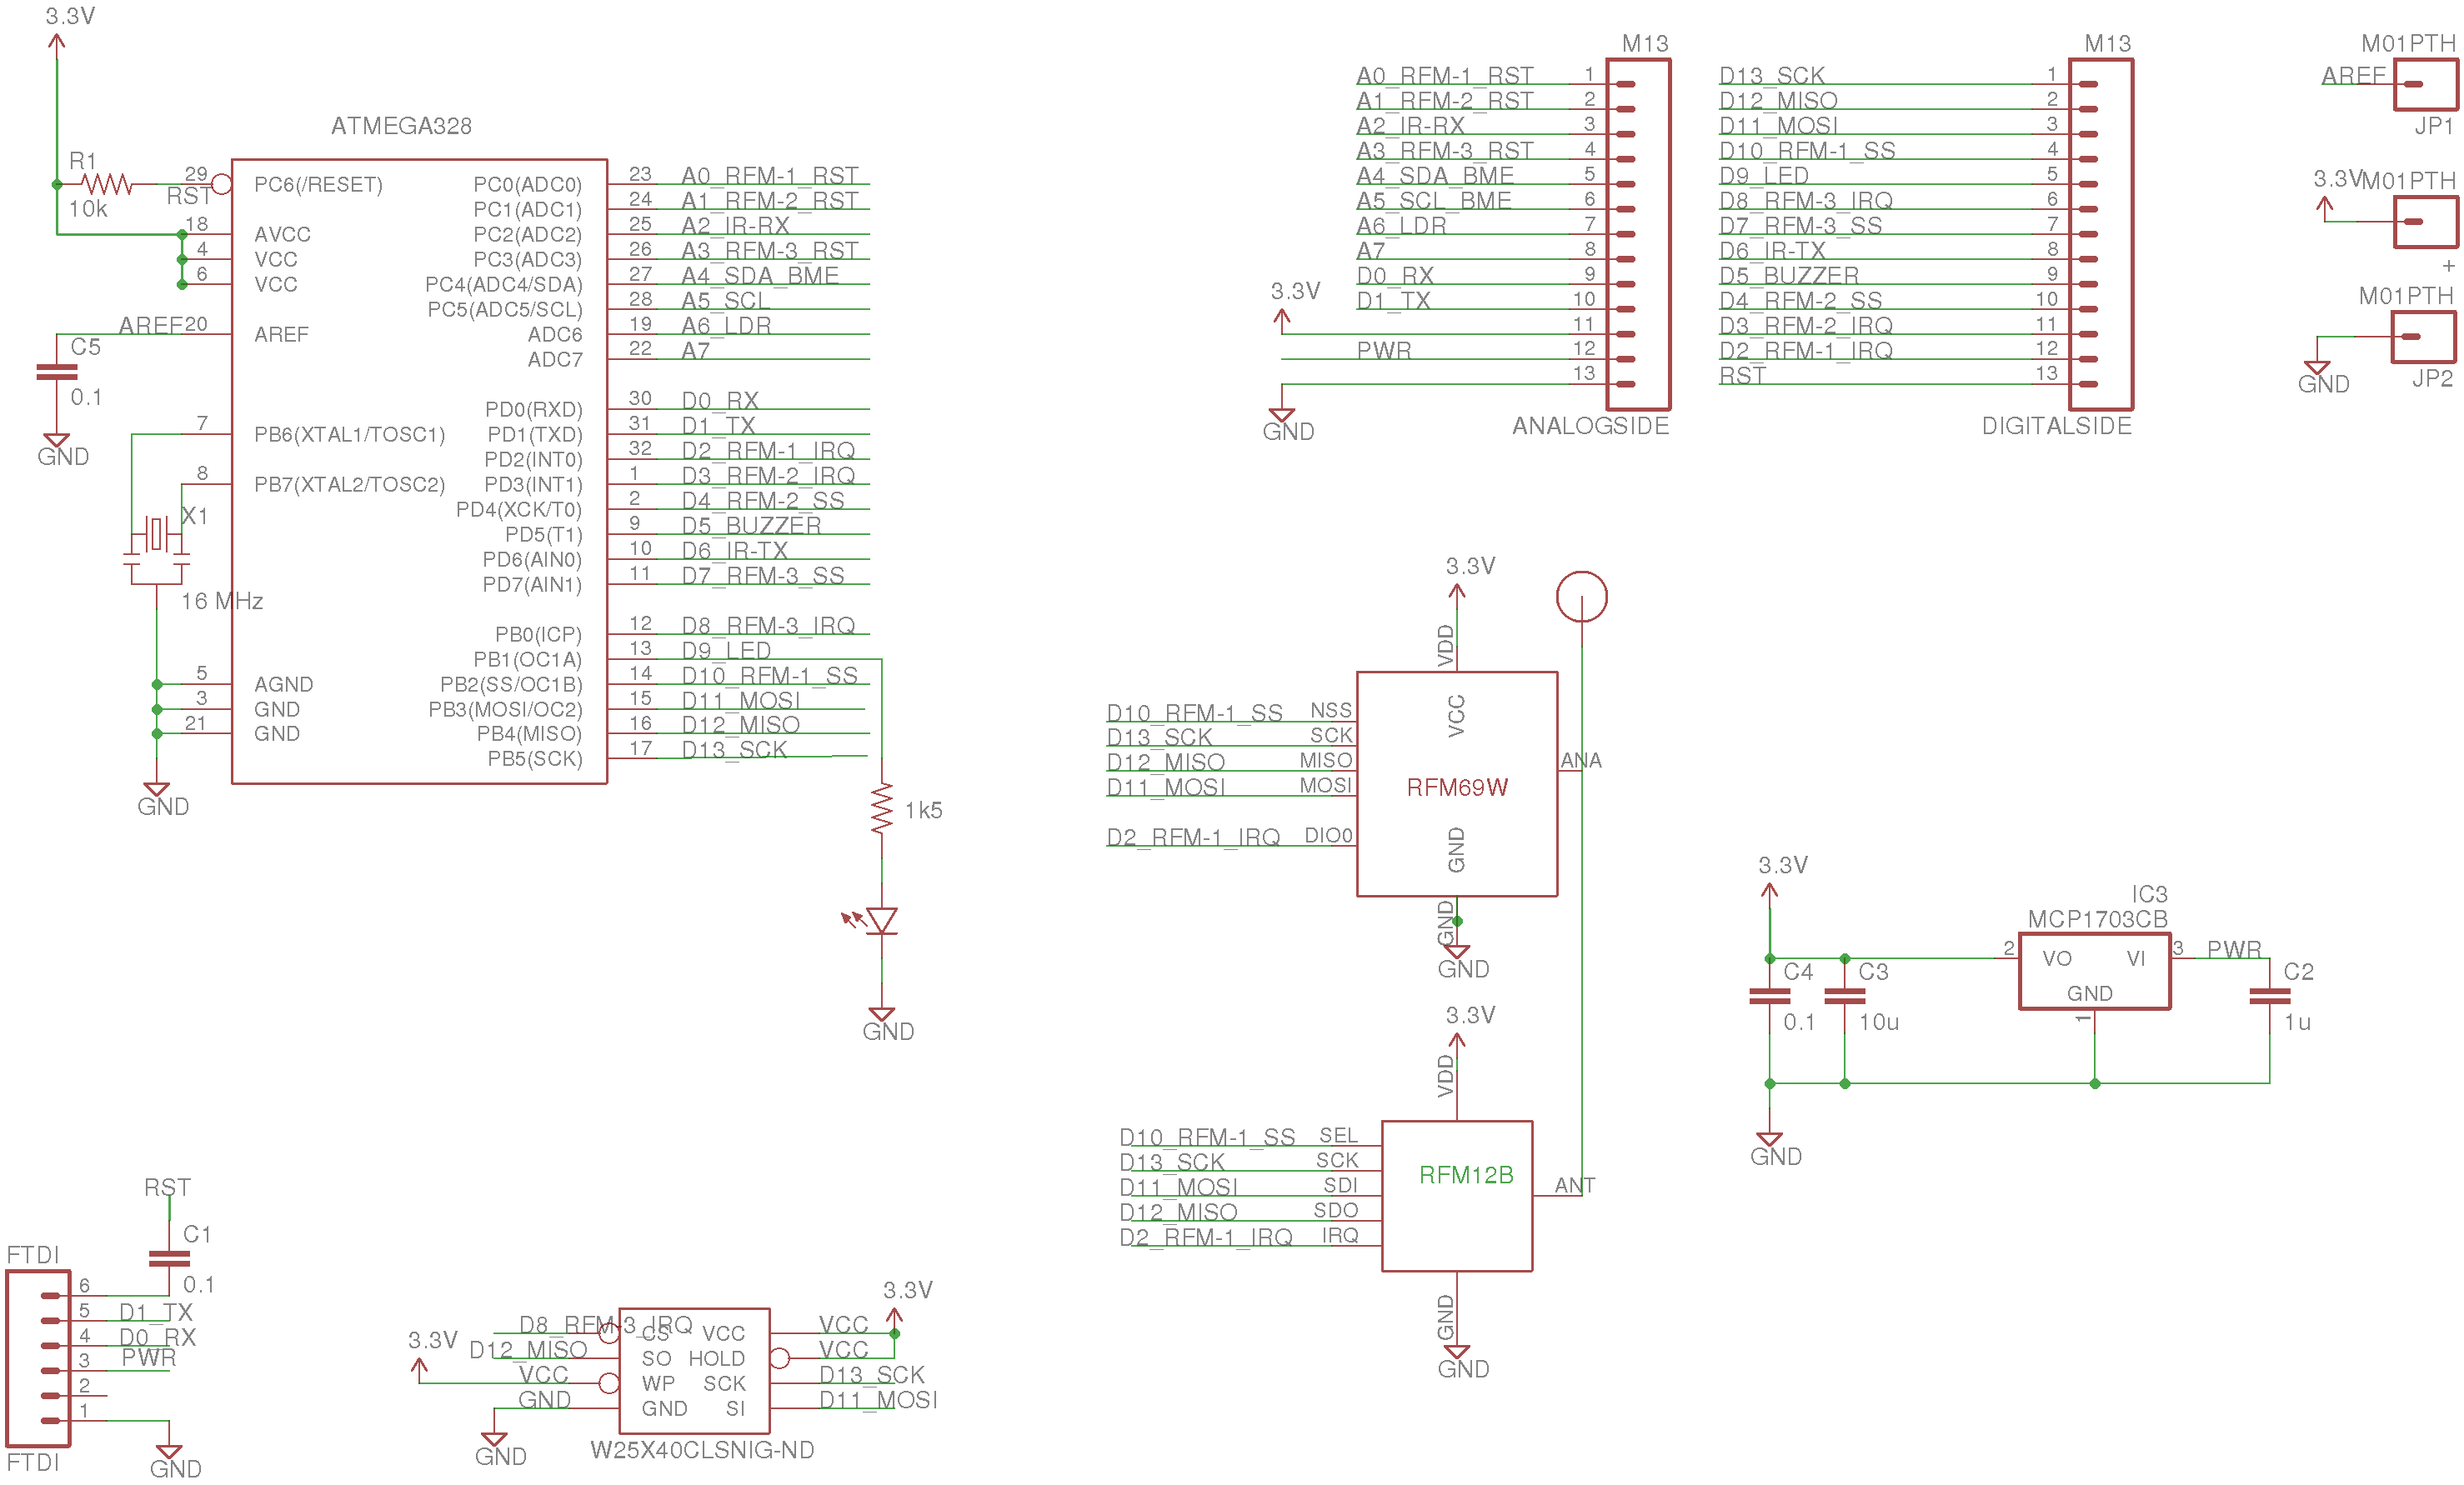 3.3V
ATMEGA328
R1
10k
29
RST
PC6(/RESET)
18
AVCC
4
VCC
6
VCC
AREF
20
AREF
C5
0.1
GND
7
PB6(XTAL1/TOSC1)
8
PB7(XTAL2/TOSC2)
X1
16 MHz
5
AGND
3
GND
21
GND
GND
PC0(ADC0) 23 A0_RFM-1_RST
PC1(ADC1) 24 A1_RFM-2_RST
PC2(ADC2) 25 A2_IR-RX
PC3(ADC3) 26 A3_RFM-3_RST
PC4(ADC4/SDA) 27 A4_SDA_BME
PC5(ADC5/SCL) 28 A5_SCL
ADC6 19 A6_LDR
ADC7 22 A7
PD0(RXD) 30 D0_RX
PD1(TXD) 31 D1_TX
PD2(INT0) 32 D2_RFM-1_IRQ
PD3(INT1) 1 D3_RFM-2_IRQ
PD4(XCK/T0) 2 D4_RFM-2_SS
PD5(T1) 9 D5_BUZZER
PD6(AIN0) 10 D6_IR-TX
PD7(AIN1) 11 D7_RFM-3_SS
PB0(ICP) 12 D8_RFM-3_IRQ
PB1(OC1A) 13 D9_LED
PB2(SS/OC1B) 14 D10_RFM-1_SS
PB3(MOSI/OC2) 15 D11_MOSI
PB4(MISO) 16 D12_MISO
PB5(SCK) 17 D13_SCK
1k5
GND
M13
A0_RFM-1_RST 1
A1_RFM-2_RST 2
A2_IR-RX 3
A3_RFM-3_RST 4
A4_SDA_BME 5
A5_SCL_BME 6
A6_LDR 7
A7 8
D0_RX 9
D1_TX 10
3.3V 11
PWR 12
13
GND
ANALOGSIDE
M13
D13_SCK 1
D12_MISO 2
D11_MOSI 3
D10_RFM-1_SS 4
D9_LED 5
D8_RFM-3_IRQ 6
D7_RFM-3_SS 7
D6_IR-TX 8
D5_BUZZER 9
D4_RFM-2_SS 10
D3_RFM-2_IRQ 11
D2_RFM-1_IRQ 12
RST 13
DIGITALSIDE
M01PTH
AREF
JP1
3.3V
M01PTH
+
M01PTH
GND
JP2
3.3V
VDD
VCC
D10_RFM-1_SS NSS
D13_SCK SCK
D12_MISO MISO
D11_MOSI MOSI
D2_RFM-1_IRQ DIO0
RFM69W
ANA
GND
GND
GND
3.3V
VDD
D10_RFM-1_SS SEL
D13_SCK SCK
D11_MOSI SDI
D12_MISO SDO
D2_RFM-1_IRQ IRQ
RFM12B
ANT
GND
GND
3.3V
IC3
MCP1703CB
2 VO
VI 3
PWR
GND
1
C4
0.1
C3
10u
C2
1u
GND
RST
C1
0.1
FTDI
6
5 D1_TX
4 D0_RX
3 PWR
2
1
FTDI
GND
3.3V
D8_RFM-3_IRQ CS
D12_MISO SO
VCC WP
GND GND
GND
VCC VCC
HOLD VCC
SCK D13_SCK
SI D11_MOSI
3.3V
W25X40CLSNIG-ND